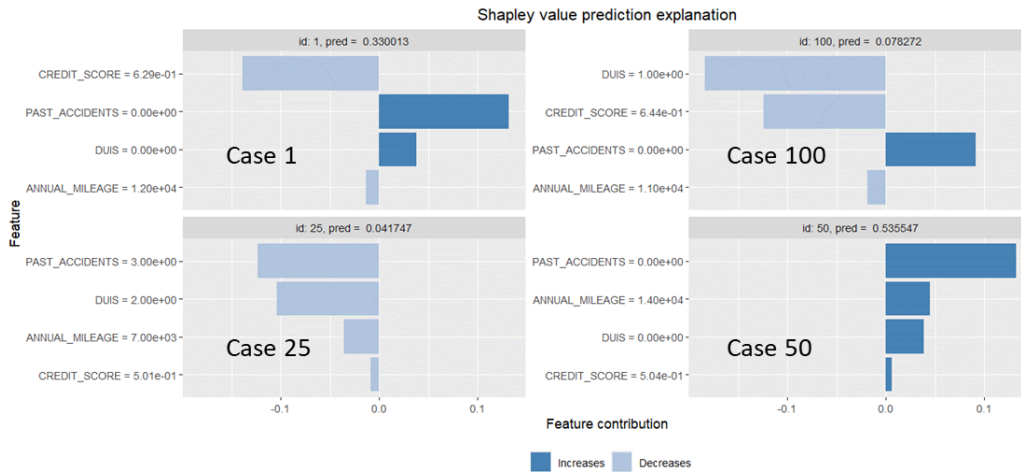 Shapley value prediction explanation
id: 1, pred = 0.330013
CREDIT_SCORE = 6.29e-01
PAST_ACCIDENTS = 0.00e+00
DUIS = 0.00e+00
ANNUAL_MILEAGE = 1.20e+04
Case 1
id: 100, pred = 0.078272
DUIS = 1.00e+00
CREDIT_SCORE = 6.44e-01
PAST_ACCIDENTS = 0.00e+00
ANNUAL_MILEAGE = 1.10e+04
Case 100
Feature
id: 25, pred = 0.041747
PAST_ACCIDENTS = 3.00e+00
DUIS = 2.00e+00
ANNUAL_MILEAGE = 7.00e+03
CREDIT_SCORE = 5.01e-01
Case 25
id: 50, pred = 0.535547
PAST_ACCIDENTS = 0.00e+00
ANNUAL_MILEAGE = 1.40e+04
DUIS = 0.00e+00
CREDIT_SCORE = 5.04e-01
Case 50
-0.1 0.0 0.1
-0.1 0.0 0.1
Feature contribution
Increases Decreases